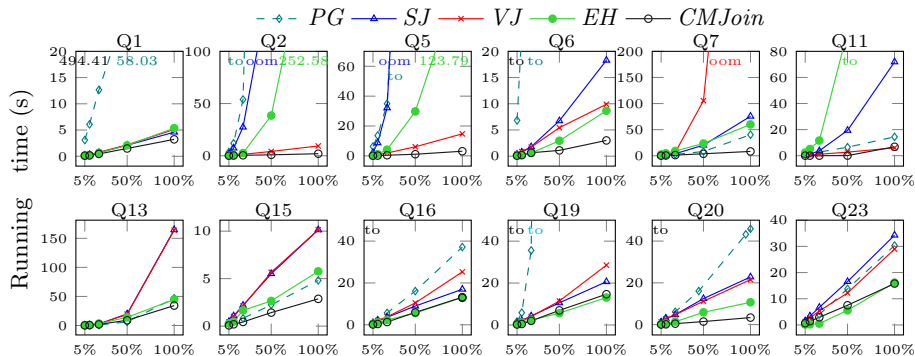 PG SJ VJ EH CMJoin
Running time (s)
Q1 Q2 Q5 Q6 Q7 Q11
494.41 / 58.03
to oom 252.58
oom 123.79
to
to to
oom
to
20 100 20 200 80
15 60 15 150 60
10 50 40 10 100 40
5 20 5 50 20
0 0 0 0 0 0
5% 50% 100% 5% 50% 100% 5% 50% 100% 5% 50% 100% 5% 50% 100% 5% 50% 100%
Q13 Q15 Q16 Q19 Q20 Q23
to to to to
150 10 40 40 40 40
100 30
5 20 20 20 20
50 10
0 0 0 0 0 0
5% 50% 100% 5% 50% 100% 5% 50% 100% 5% 50% 100% 5% 50% 100% 5% 50% 100%